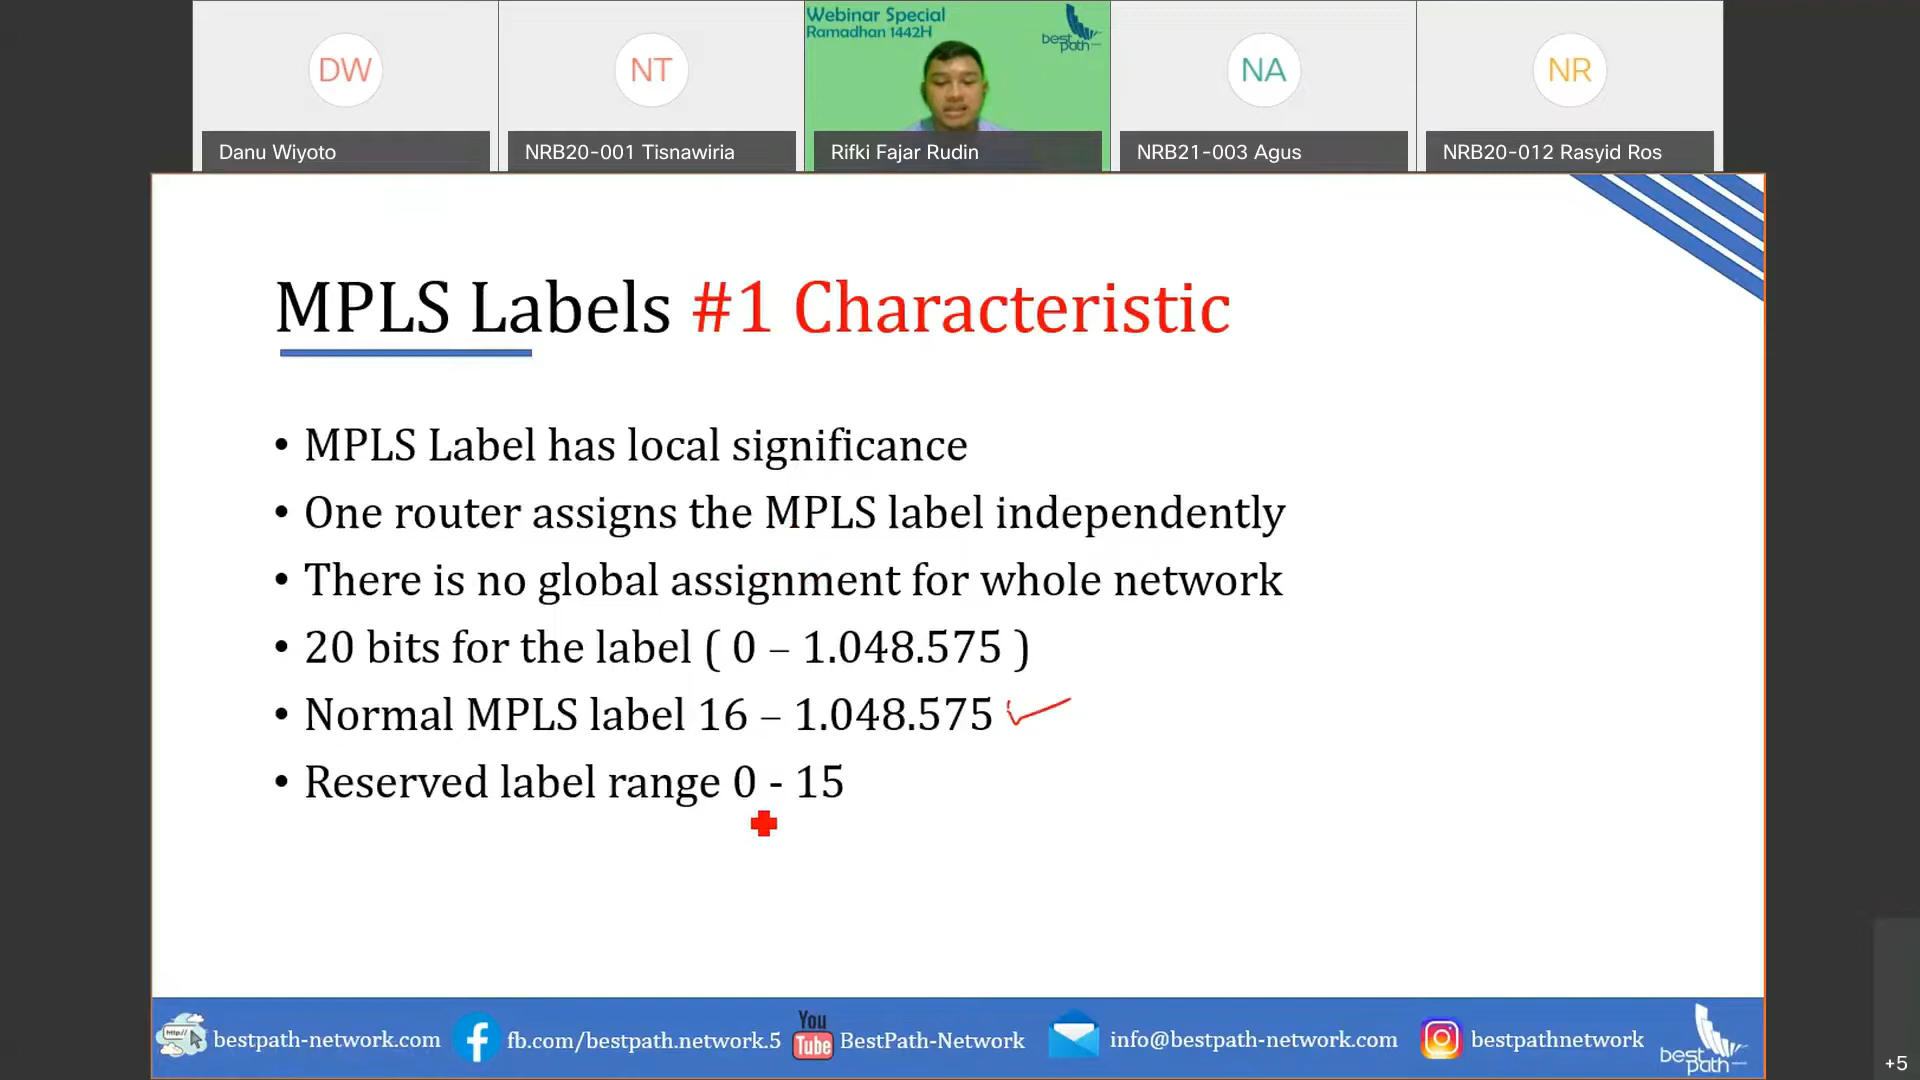 DW
NT
Webinar Special
Ramadhan 1442H
best path
NA
NR
Danu Wiyoto
NRB20-001 Tisnawiria
Rifki Fajar Rudin
NRB21-003 Agus
NRB20-012 Rasyid Ros
MPLS Labels #1 Characteristic
• MPLS Label has local significance
• One router assigns the MPLS label independently
• There is no global assignment for whole network
• 20 bits for the label ( 0 – 1.048.575 )
• Normal MPLS label 16 – 1.048.575
• Reserved label range 0 - 15
http://
bestpath-network.com
fb.com/bestpath.network.5
You Tube
BestPath-Network
info@bestpath-network.com
bestpathnetwork
best path
+5